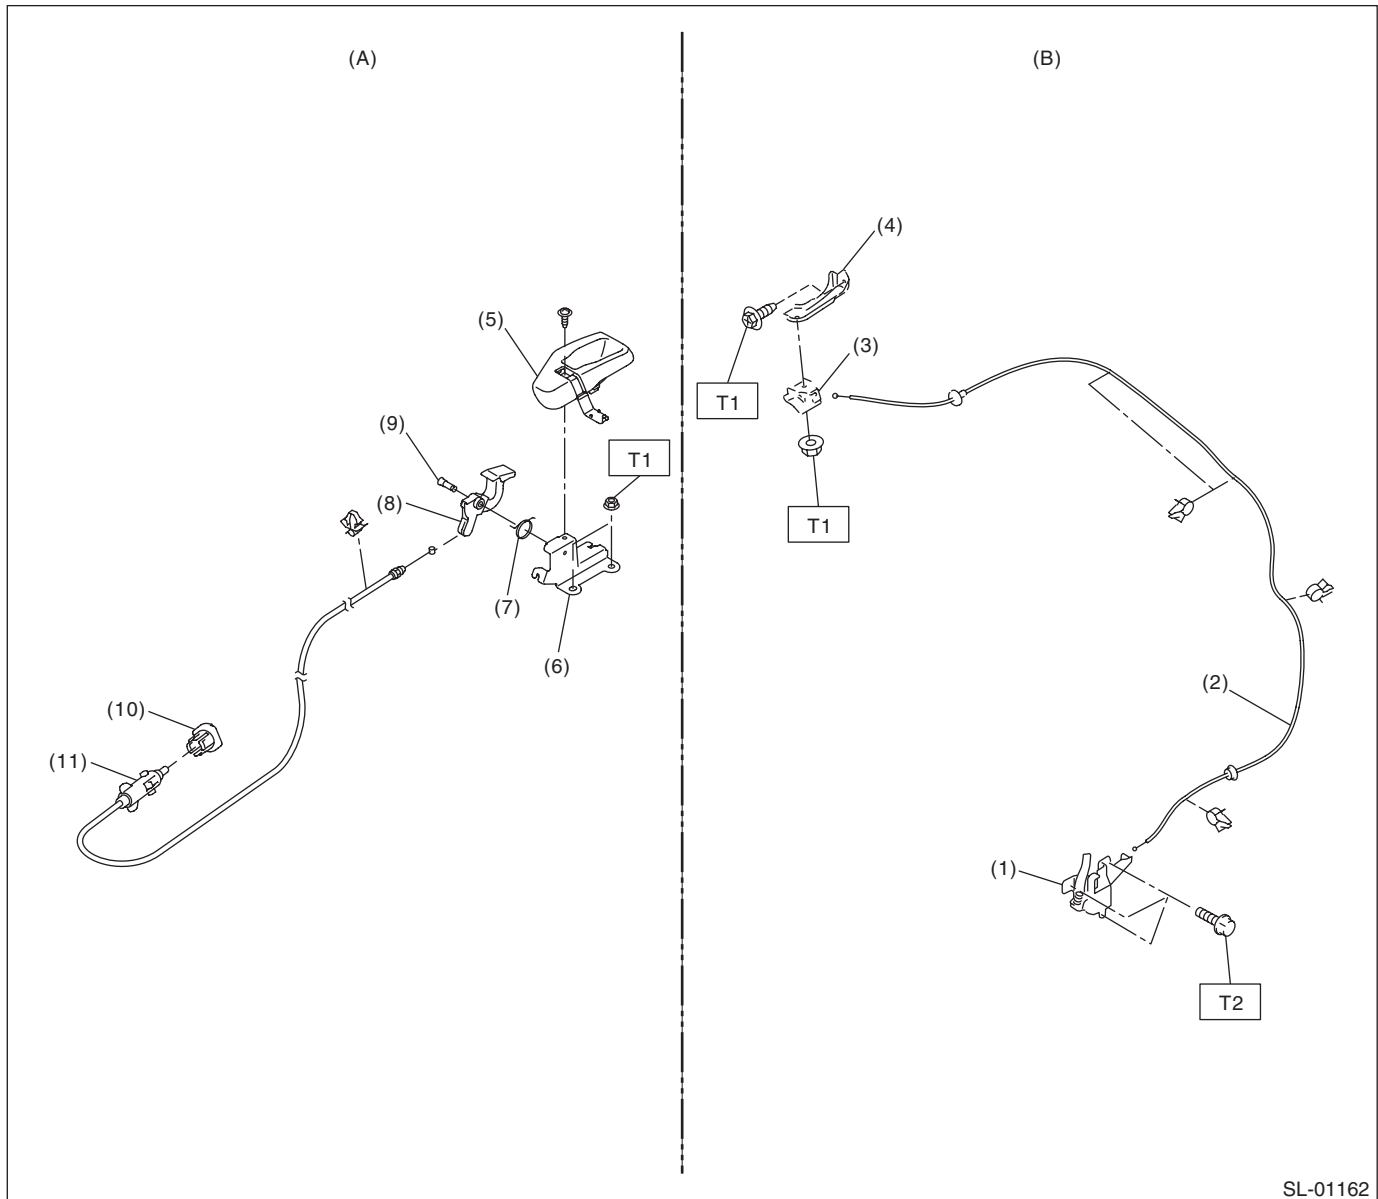 (A)
(B)
(4)
(5)
(3)
T1
(9)
T1
(8)
T1
(7)
(6)
(2)
(10)
(11)
(1)
T2
SL-01162